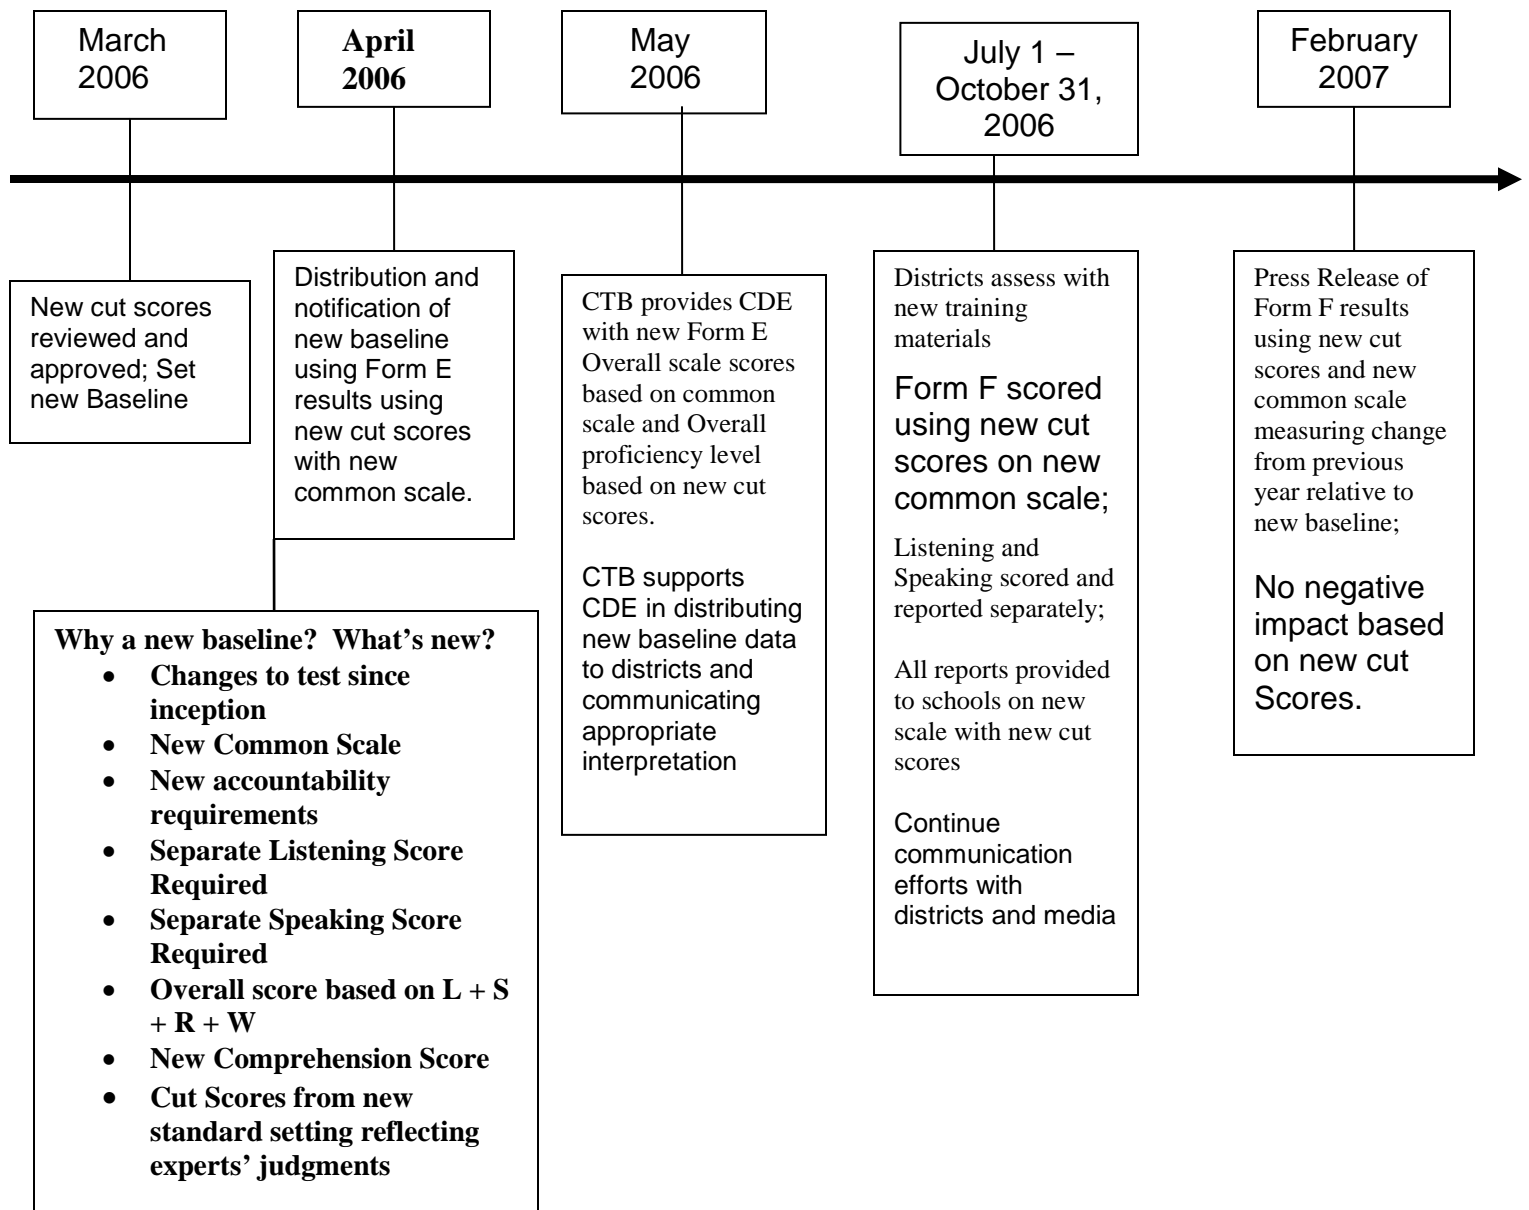 March
2006
April
2006
May
2006
July 1 –
October 31,
2006
February
2007
New cut scores
reviewed and
approved; Set
new Baseline
Distribution and
notification of
new baseline
using Form E
results using
new cut scores
with new
common scale.
CTB provides CDE
with new Form E
Overall scale scores
based on common
scale and Overall
proficiency level
based on new cut
scores.
CTB supports
CDE in distributing
new baseline data
to districts and
communicating
appropriate
interpretation
Districts assess with
new training
materials
Form F scored
using new cut
scores on new
common scale;
Listening and
Speaking scored and
reported separately;
All reports provided
to schools on new
scale with new cut
scores
Continue
communication
efforts with
districts and media
Press Release of
Form F results
using new cut
scores and new
common scale
measuring change
from previous
year relative to
new baseline;
No negative
impact based
on new cut
Scores.
Why a new baseline?  What's new?
• Changes to test since
inception
• New Common Scale
• New accountability
requirements
• Separate Listening Score
Required
• Separate Speaking Score
Required
• Overall score based on L + S
+ R + W
• New Comprehension Score
• Cut Scores from new
standard setting reflecting
experts' judgments